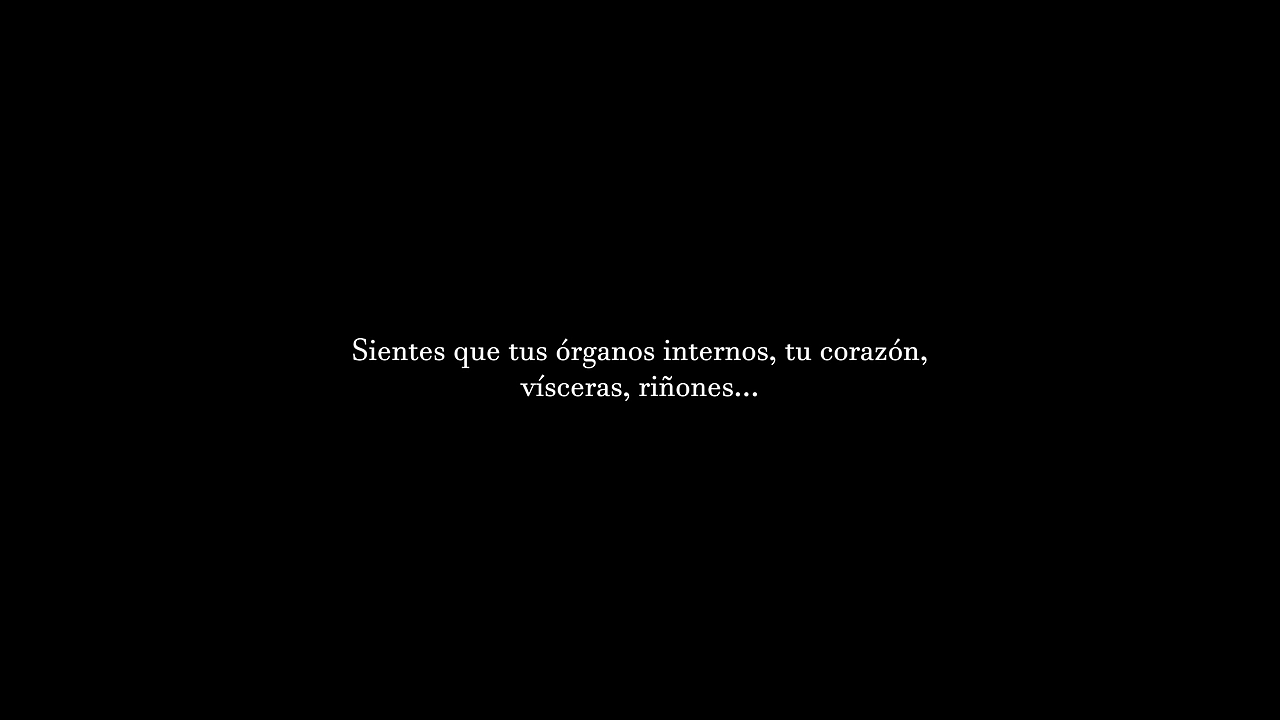 Sientes que tus órganos internos, tu corazón,
vísceras, riñones...